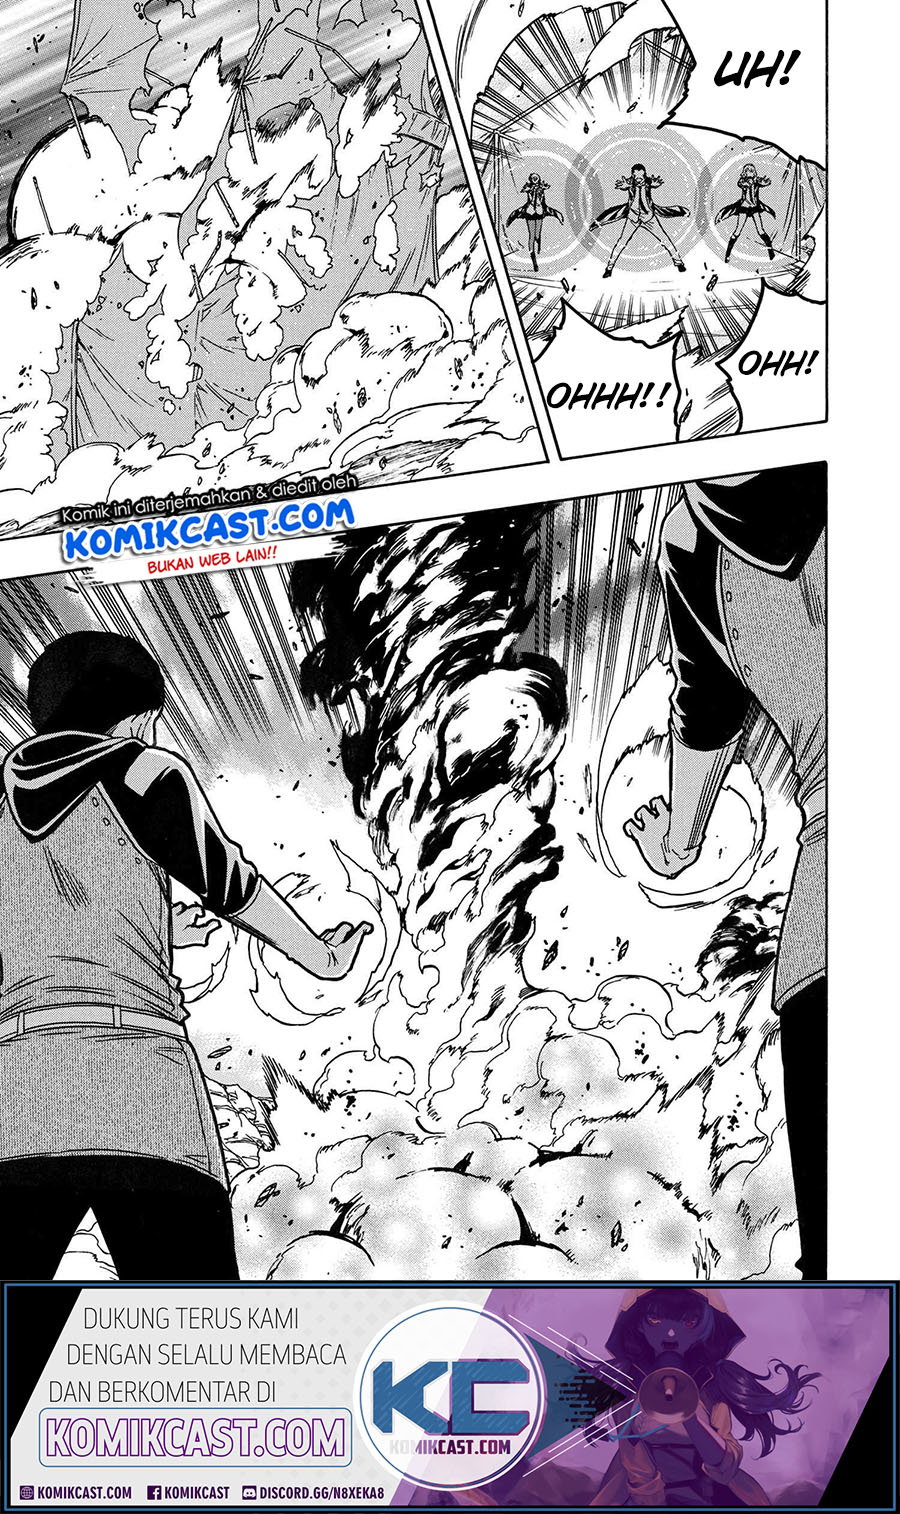 UH!
OHH!
OHHH!!
Komik ini diterjemahkan & diedit oleh
KOMIKCAST.COM
BUKAN WEB LAIN!!
DUKUNG TERUS KAMI
DENGAN SELALU MEMBACA
DAN BERKOMENTAR DI
KOMIKCAST.COM
KC
KOMIKCAST.COM
KOMIKCAST.COM KOMIKCAST DISCORD.GG/N8XEKA8